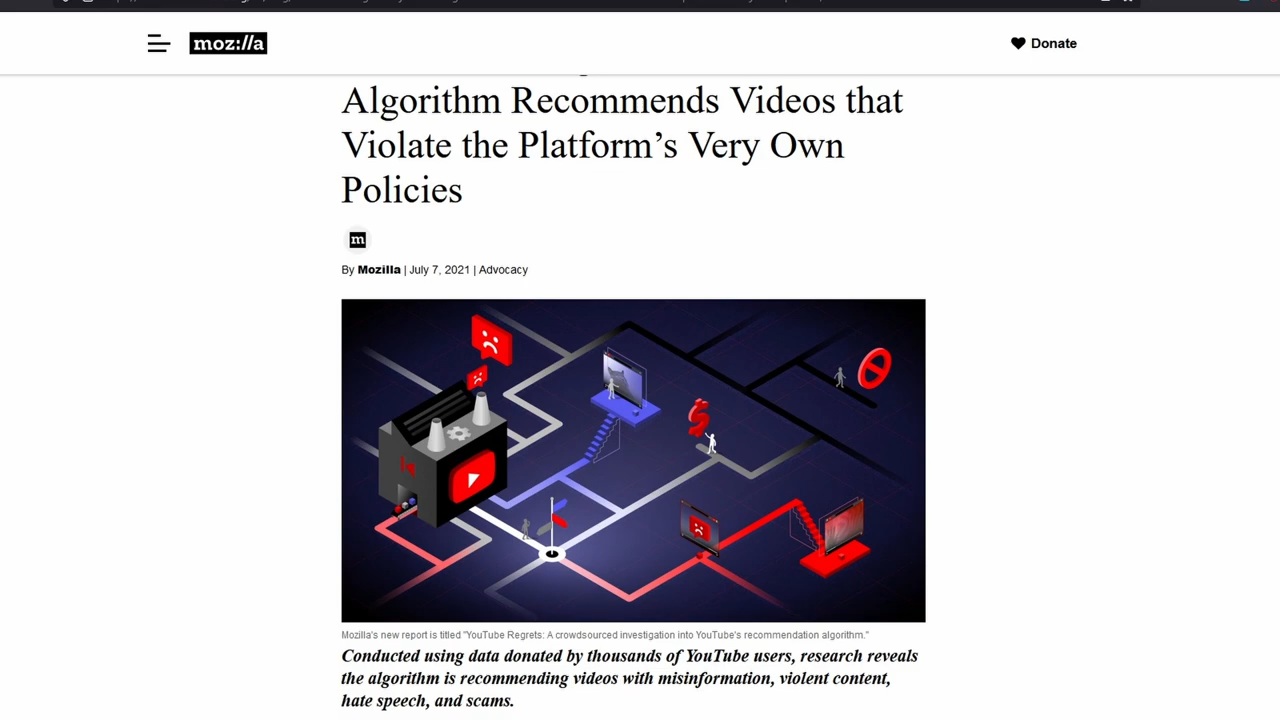 moz://a
Donate
Algorithm Recommends Videos that
Violate the Platform’s Very Own
Policies
m
By Mozilla | July 7, 2021 | Advocacy
$
Mozilla's new report is titled "YouTube Regrets: A crowdsourced investigation into YouTube's recommendation algorithm."
Conducted using data donated by thousands of YouTube users, research reveals
the algorithm is recommending videos with misinformation, violent content,
hate speech, and scams.